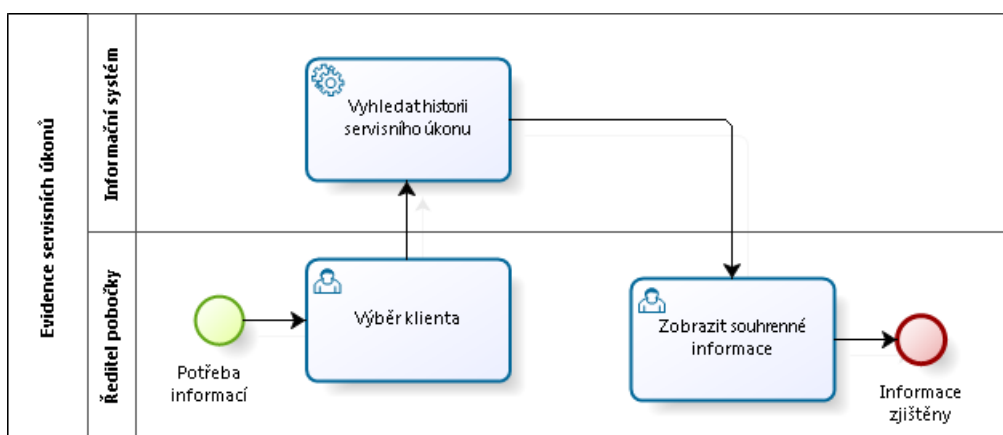 Evidence servisních úkonů
Informační systém
Vyhledat historii
servisního úkonu
Ředitel pobočky
Potřeba
informací
Výběr klienta
Zobrazit souhrenné
informace
Informace
zjištěny